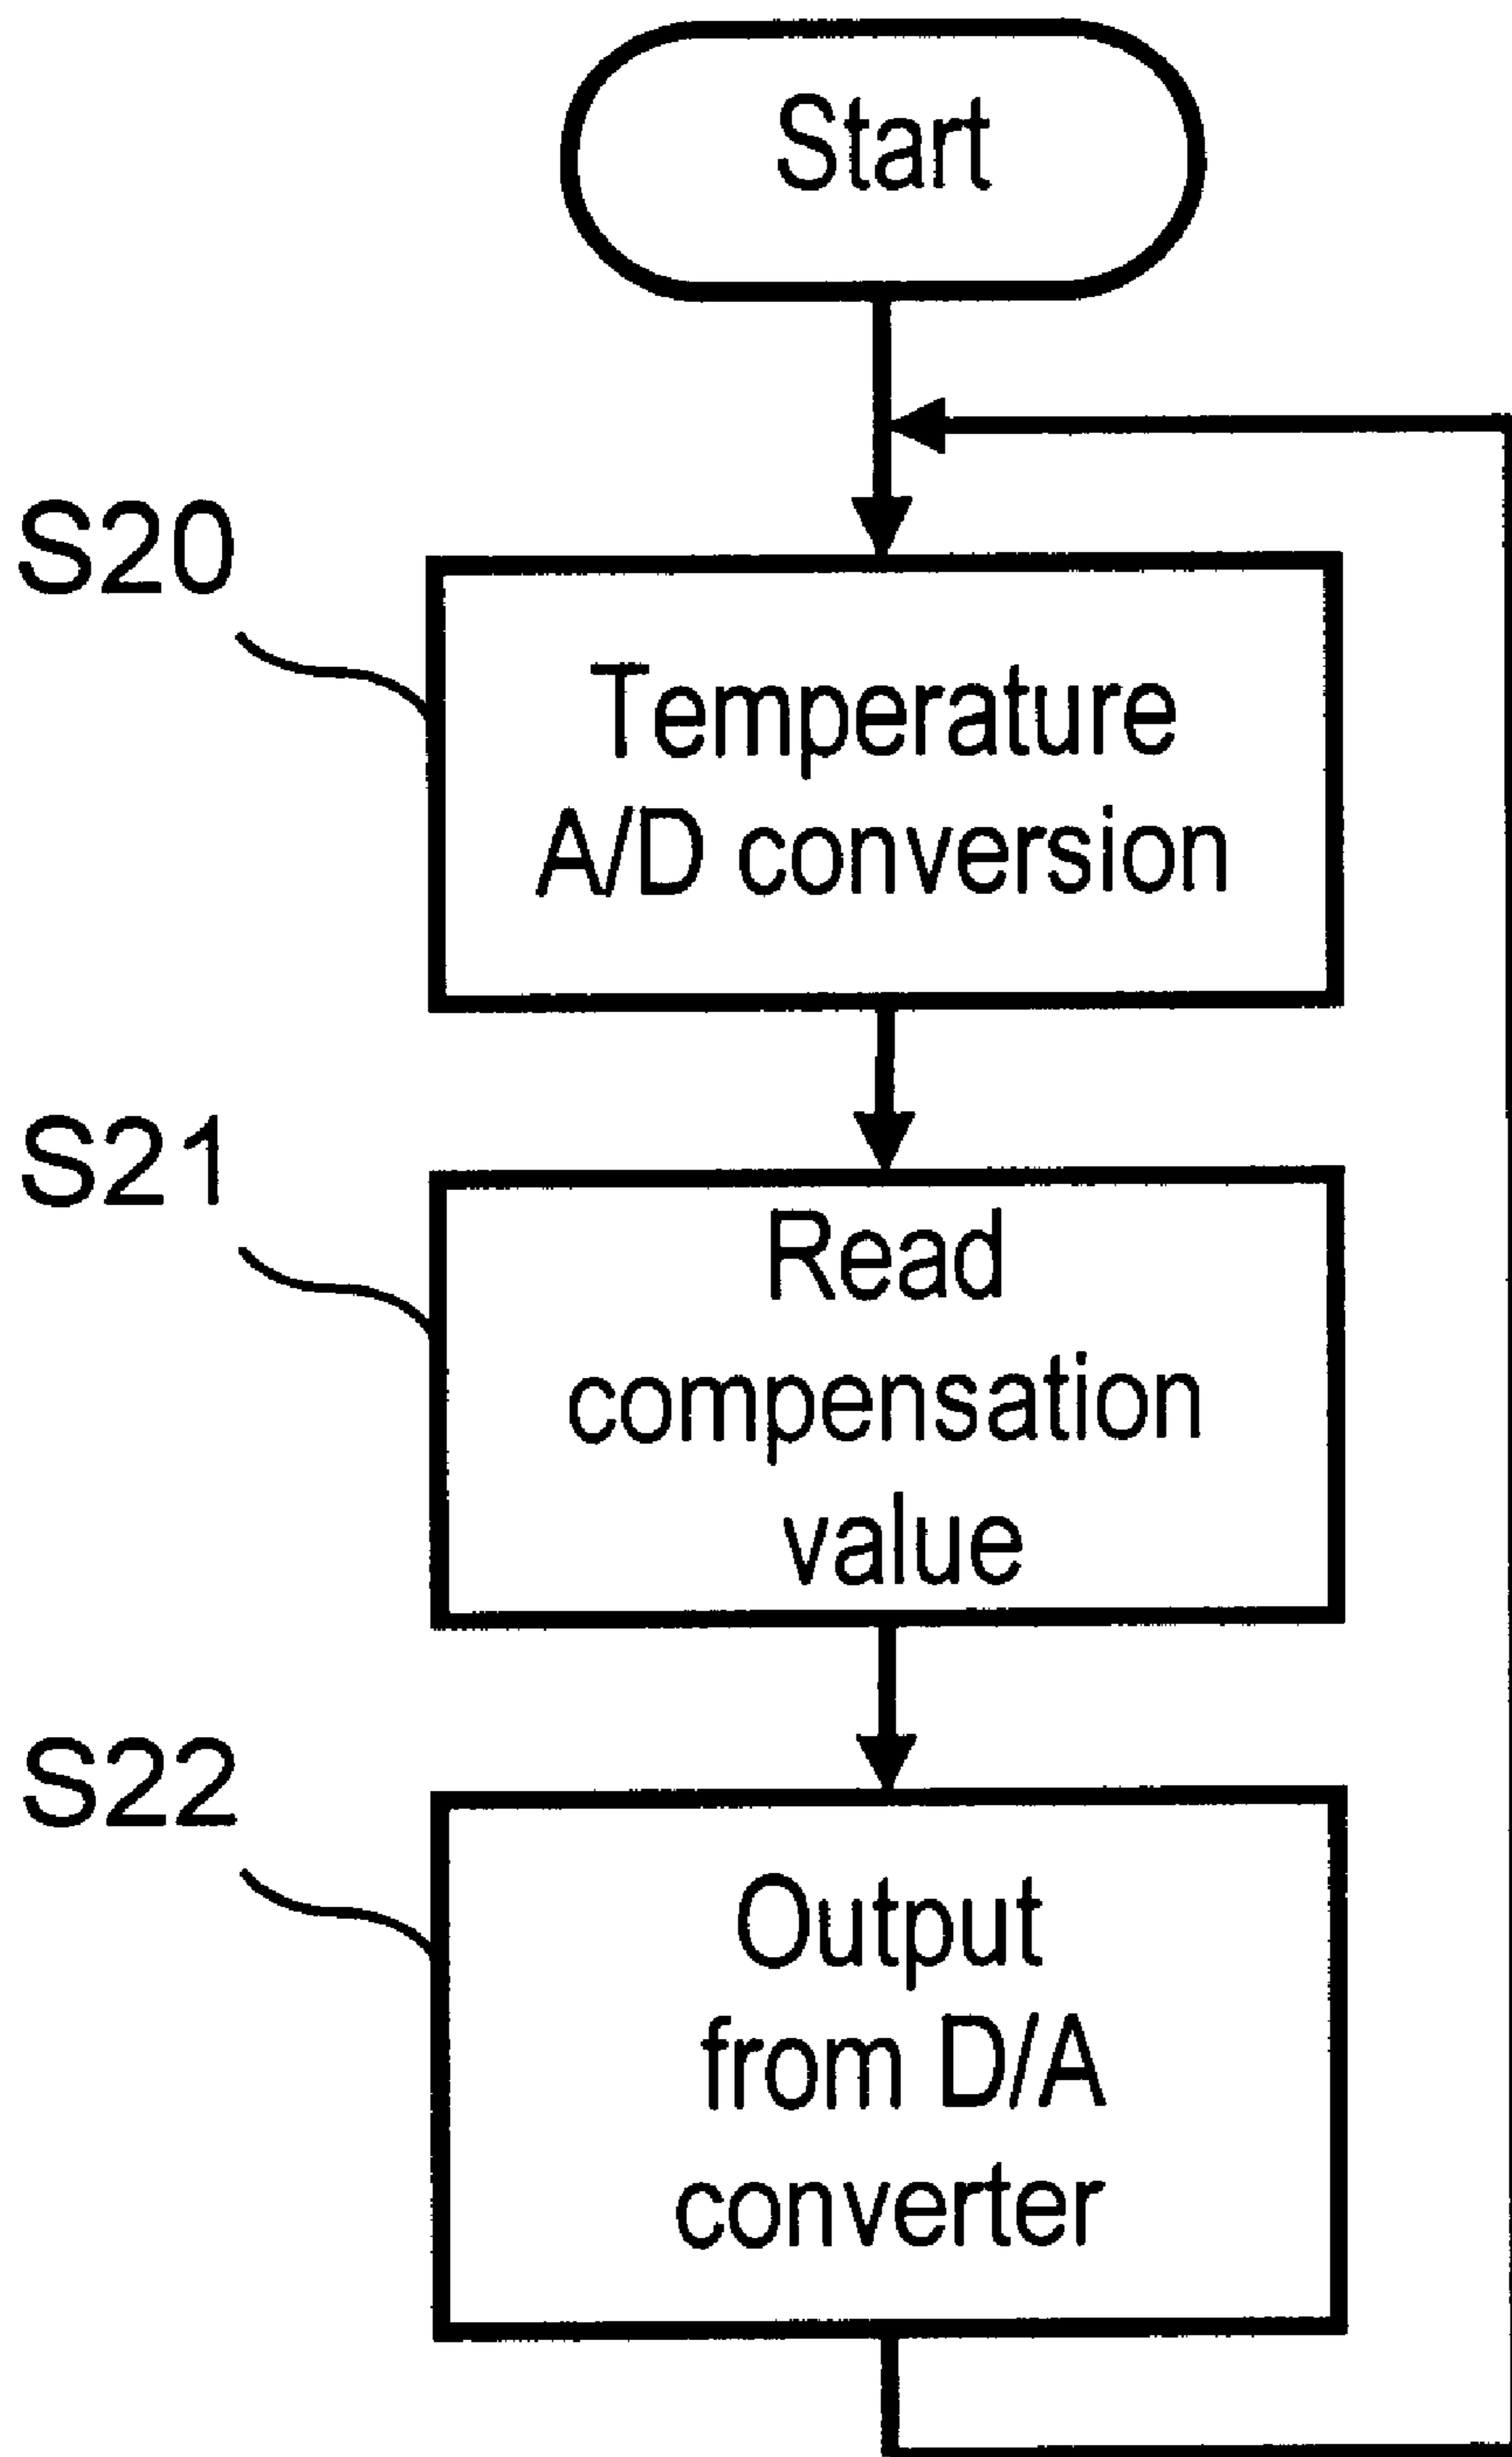 Start
S20
Temperature
A/D conversion
S21
Read
compensation
value
S22
Output
from D/A
converter